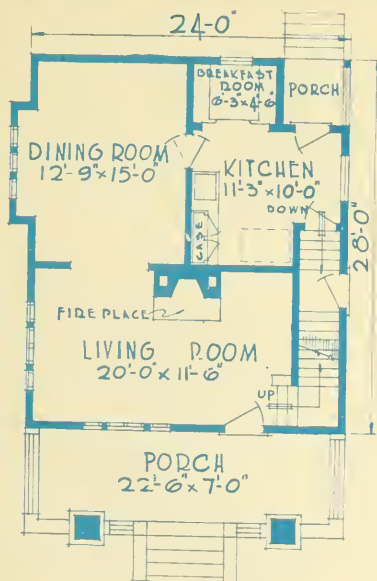 24'-0"
BREAKFAST
ROOM
6'-3"x4'-6"
PORCH
DINING ROOM
12'-9"x15'-0"
KITCHEN
11'-3"x10'-0"
DOWN
CASE
28'-0"
FIRE PLACE
LIVING ROOM
20'-0"x11'-6"
UP
PORCH
22'-6"x7'-0"